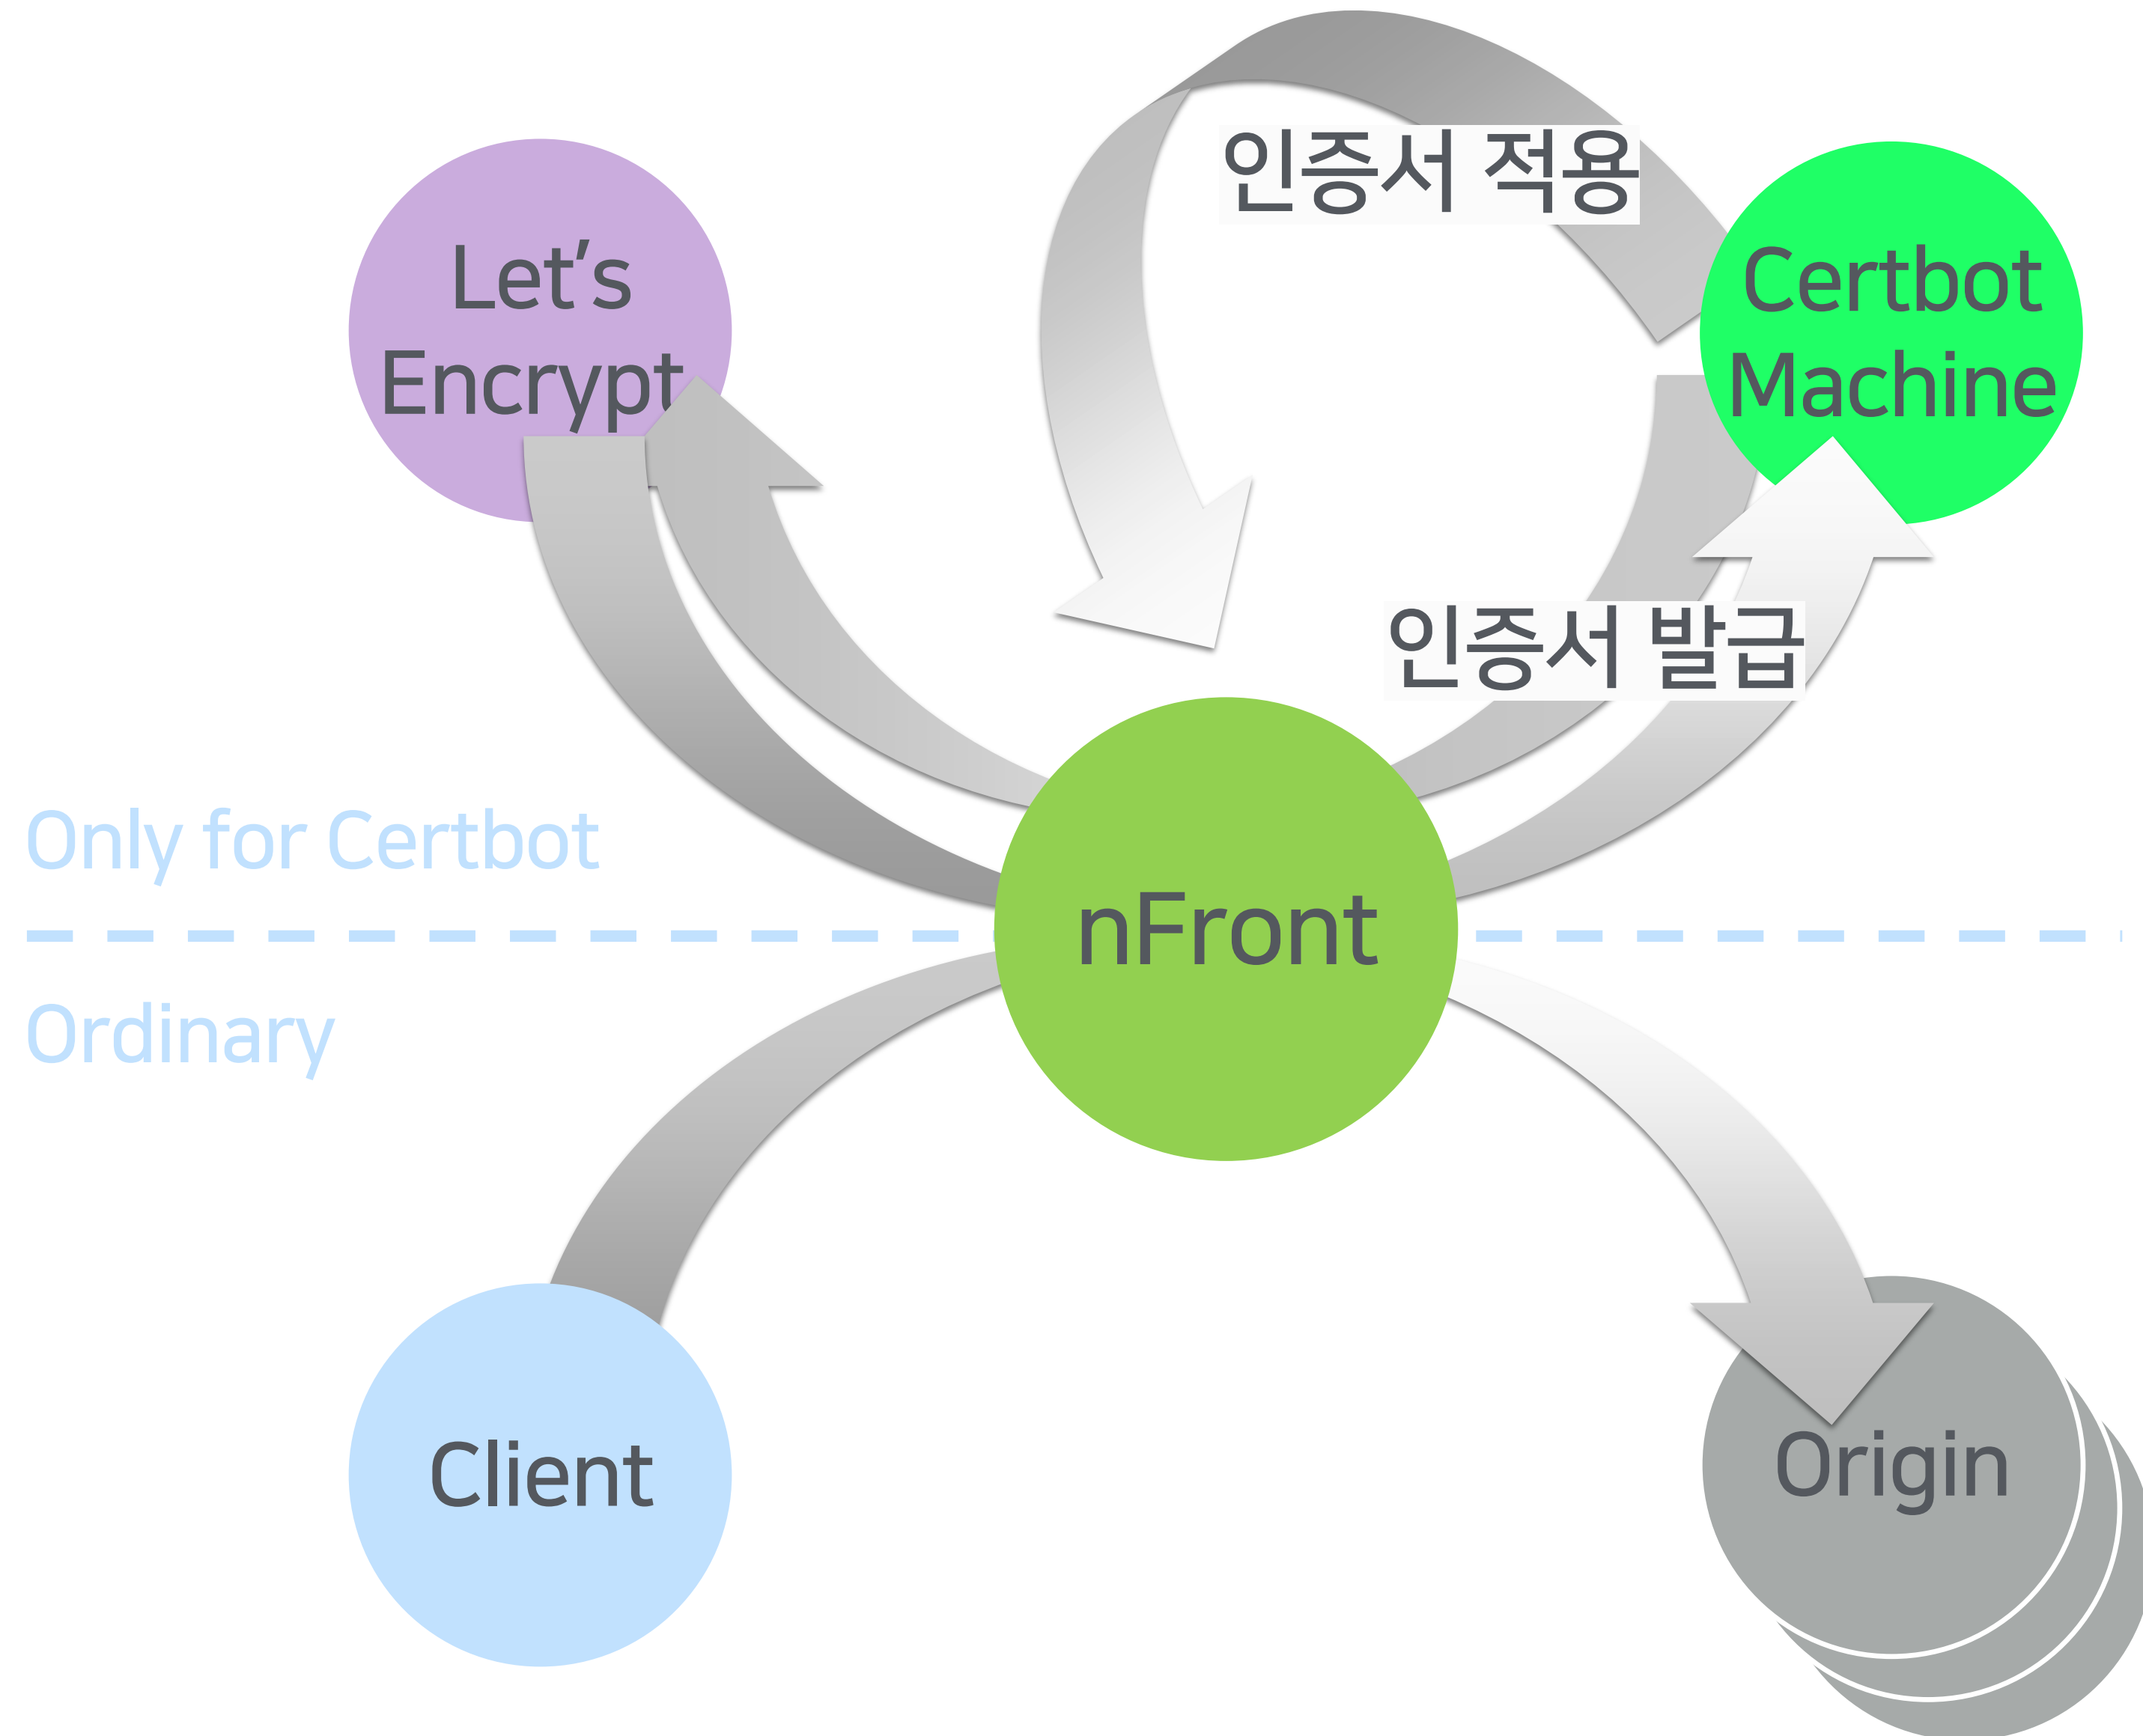 인증서 적용
Let's
Encrypt
Certbot
Machine
인증서 발급
Only for Certbot
nFront
Ordinary
Client
Origin